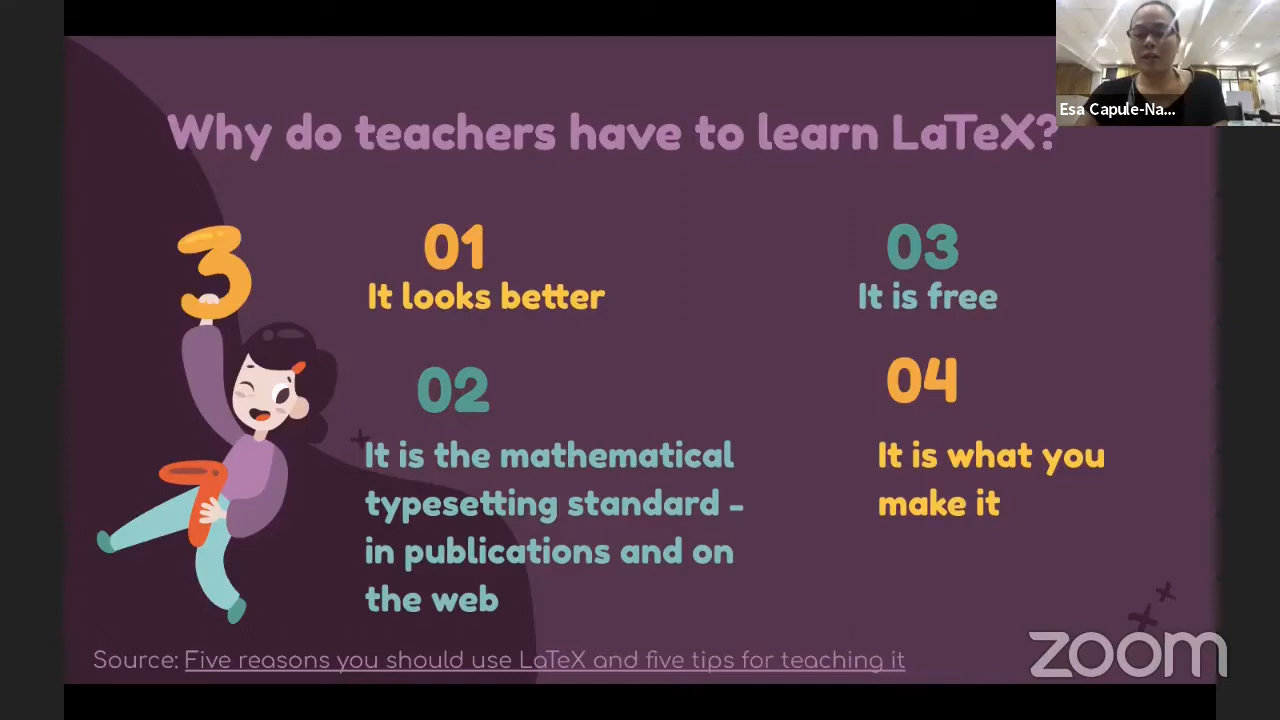 Esa Capule-Na...
Why do teachers have to learn LaTeX?
3
7
01
It looks better
02
It is the mathematical
typesetting standard -
in publications and on
the web
03
It is free
04
It is what you
make it
Source: Five reasons you should use LaTeX and five tips for teaching it
zoom